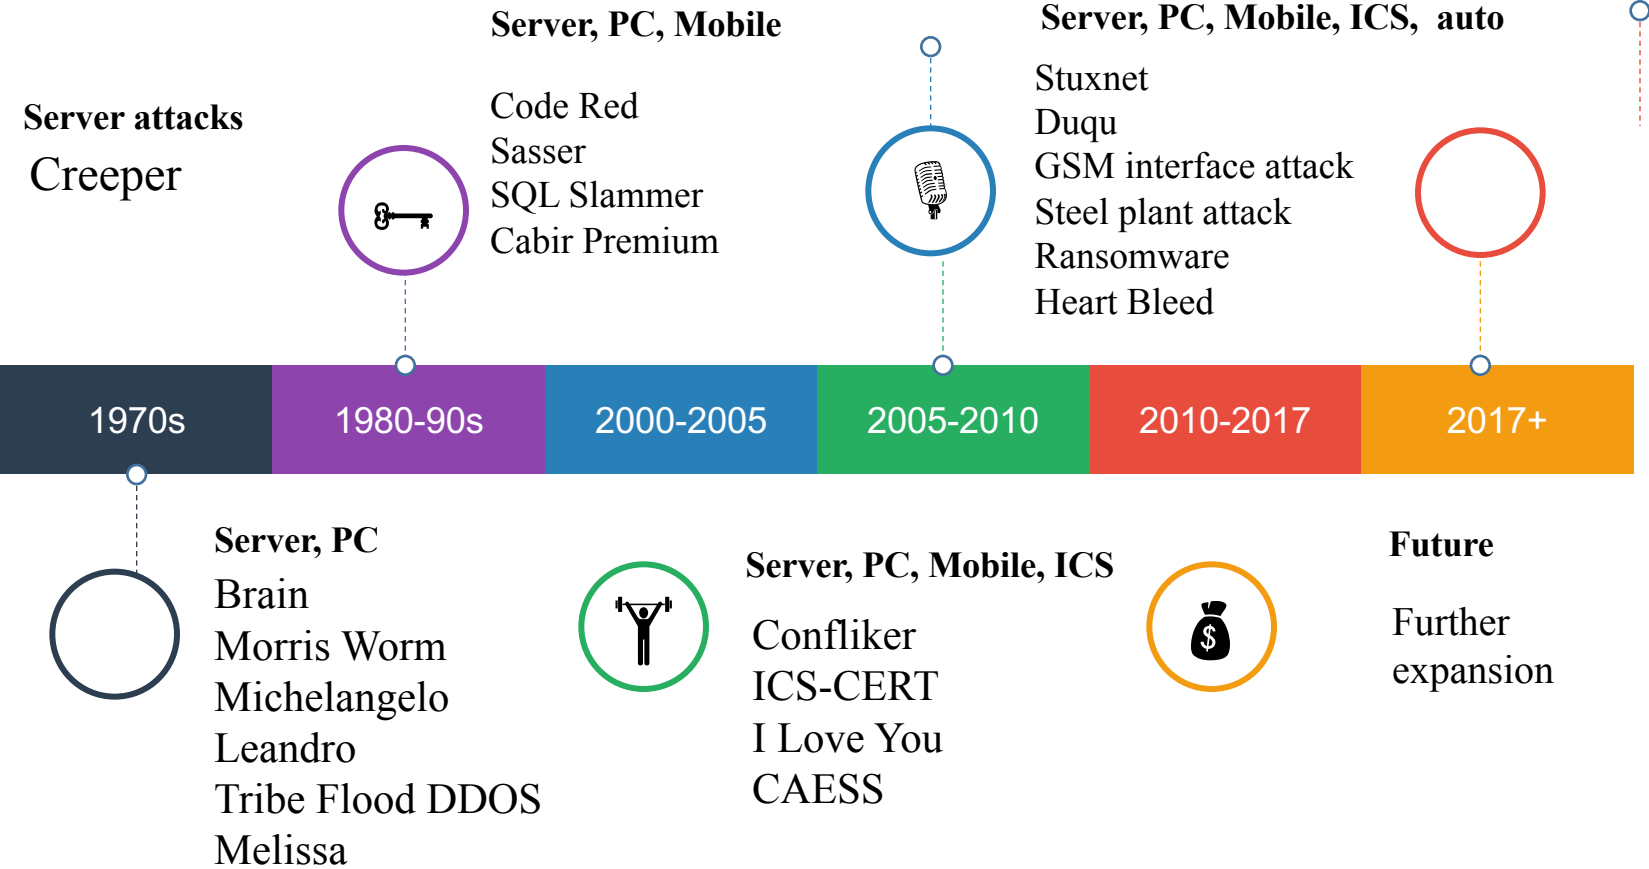 Server attacks
Creeper
Server, PC, Mobile
Code Red
Sasser
SQL Slammer
Cabir Premium
Server, PC, Mobile, ICS, auto
Stuxnet
Duqu
GSM interface attack
Steel plant attack
Ransomware
Heart Bleed
1970s
1980-90s
2000-2005
2005-2010
2010-2017
2017+
Server, PC
Brain
Morris Worm
Michelangelo
Leandro
Tribe Flood DDOS
Melissa
Server, PC, Mobile, ICS
Confliker
ICS-CERT
I Love You
CAESS
$
Future
Further
expansion